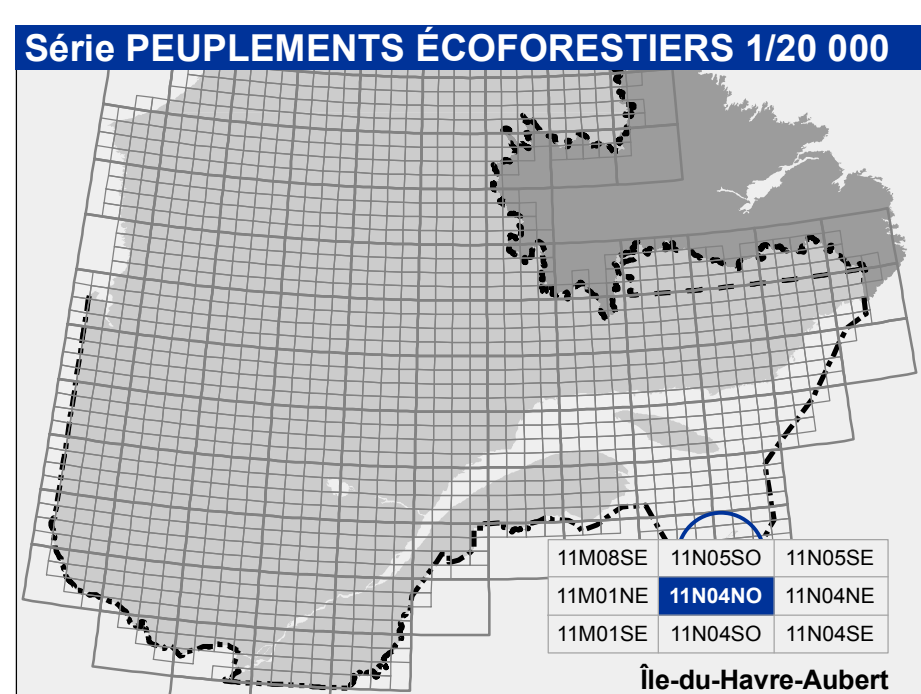 Série PEUPLEMENTS ÉCOFORESTIERS 1/20 000
11M08SE 11N05SO 11N05SE
11M01NE 11N04NO 11N04NE
11M01SE 11N04SO 11N04SE
Île-du-Havre-Aubert